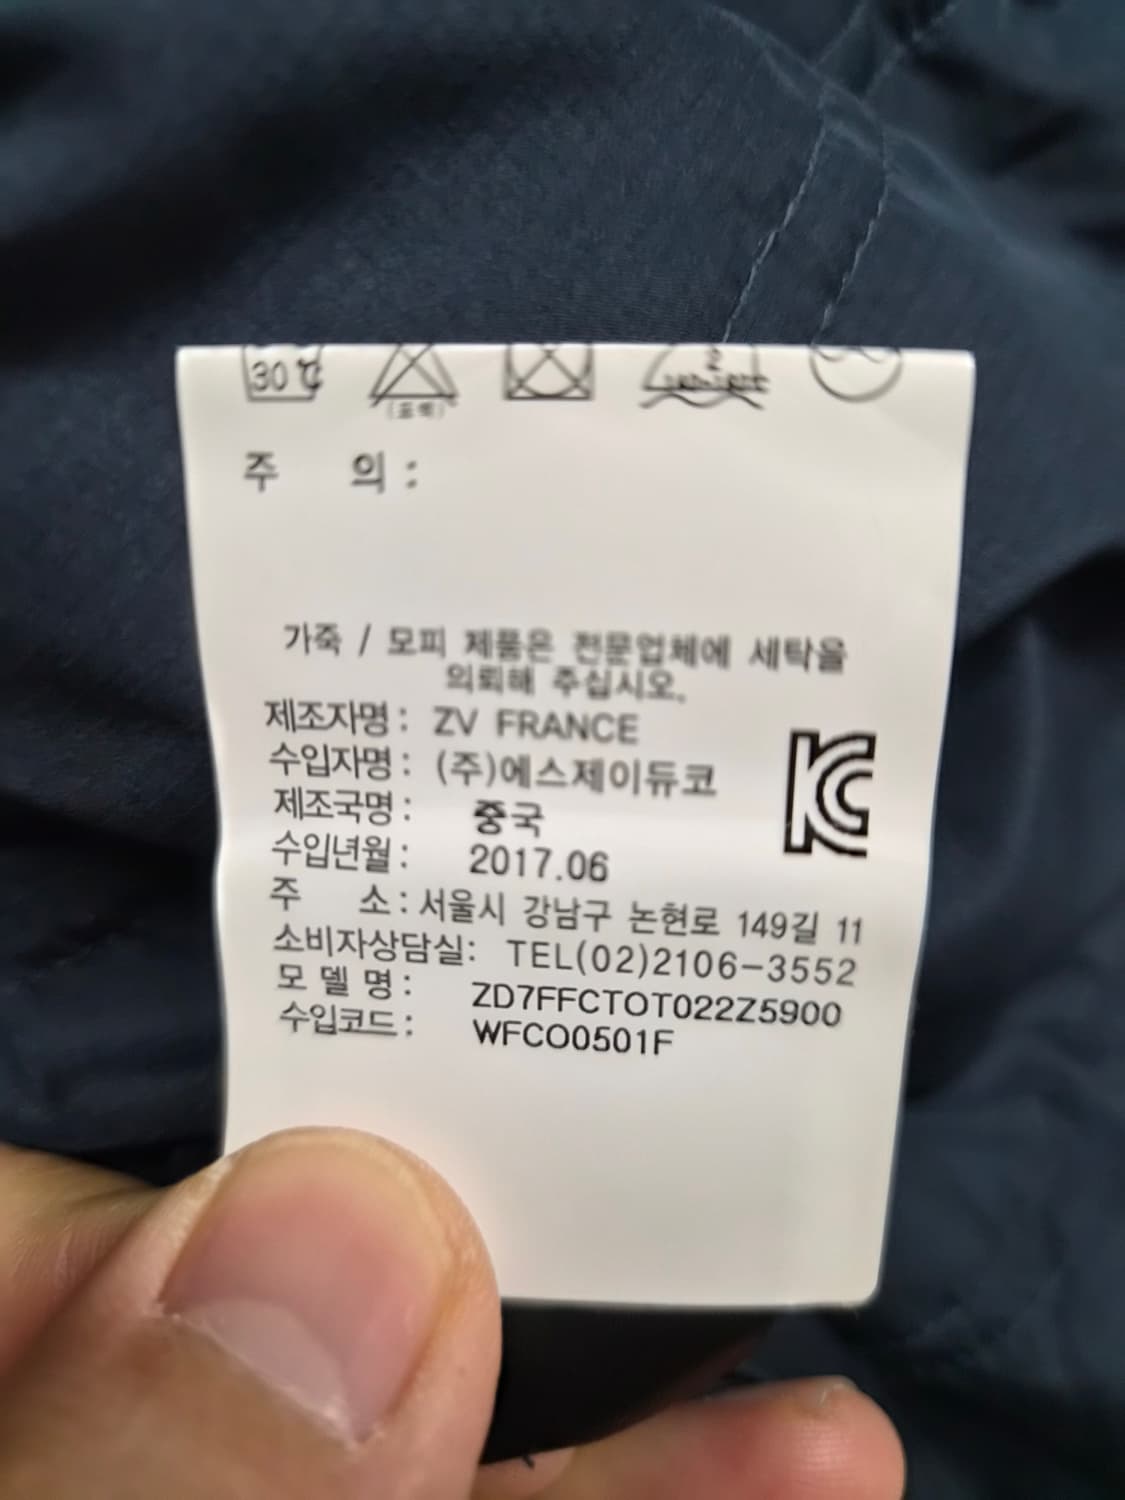 30 ℃
(표백)
주 의 :
가죽 / 모피 제품은 전문업체에 세탁을
의뢰해 주십시오.
제조자명 : ZV FRANCE
수입자명 : (주)에스제이듀코
제조국명 : 중국
수입년월 : 2017.06
주 소 : 서울시 강남구 논현로 149길 11
소비자상담실: TEL(02)2106-3552
모 델 명 : ZD7FFCTOT022Z5900
수입코드 : WFCO0501F